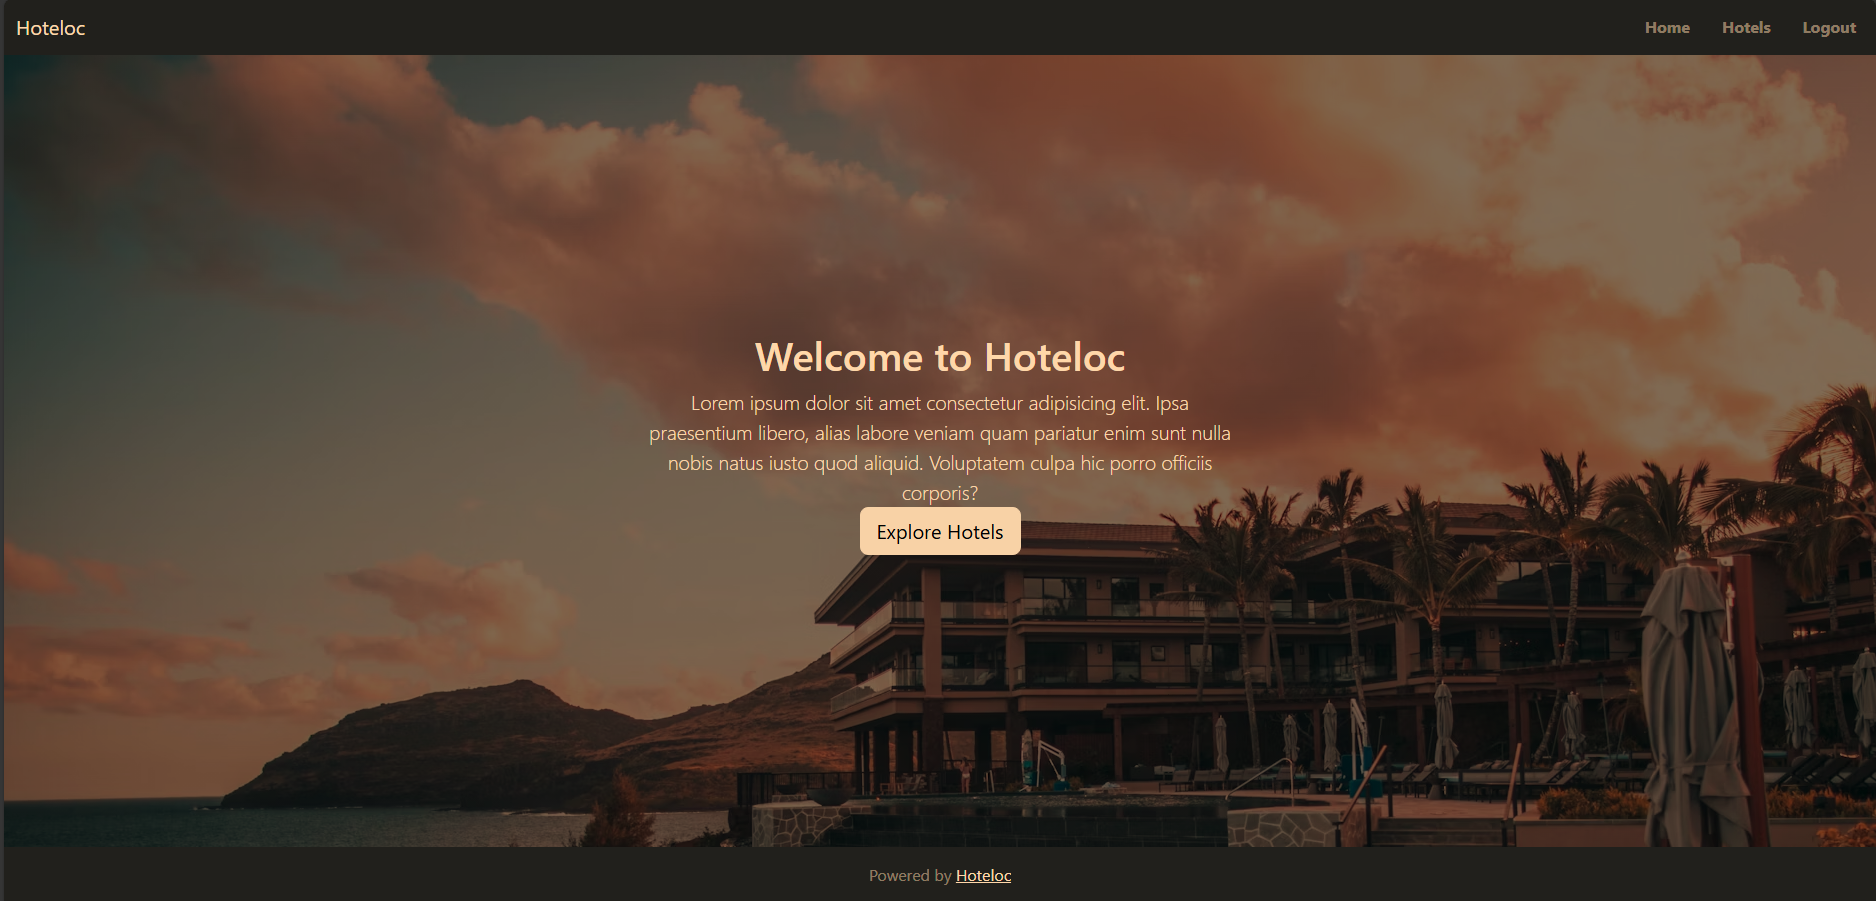 Hoteloc
Home Hotels Logout
Welcome to Hoteloc
Lorem ipsum dolor sit amet consectetur adipisicing elit. Ipsa
praesentium libero, alias labore veniam quam pariatur enim sunt nulla
nobis natus iusto quod aliquid. Voluptatem culpa hic porro officiis
corporis?
Explore Hotels
Powered by Hoteloc